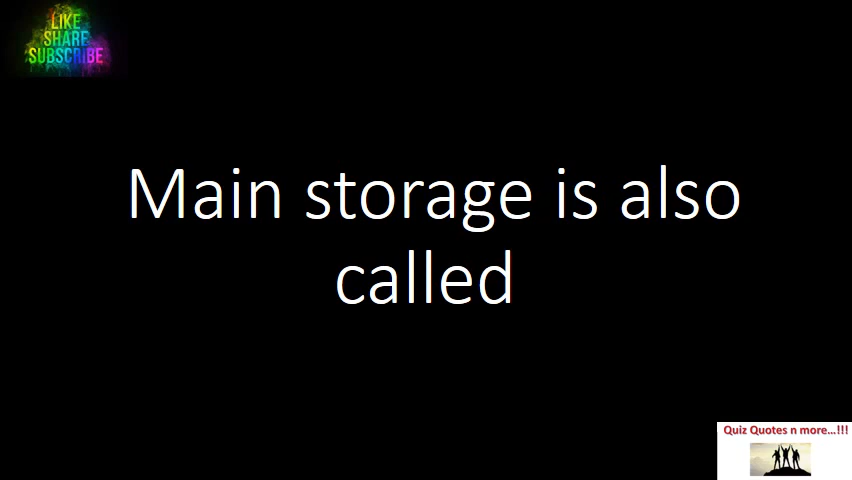 LIKE
SHARE
SUBSCRIBE
Main storage is also
called
Quiz Quotes n more...!!!